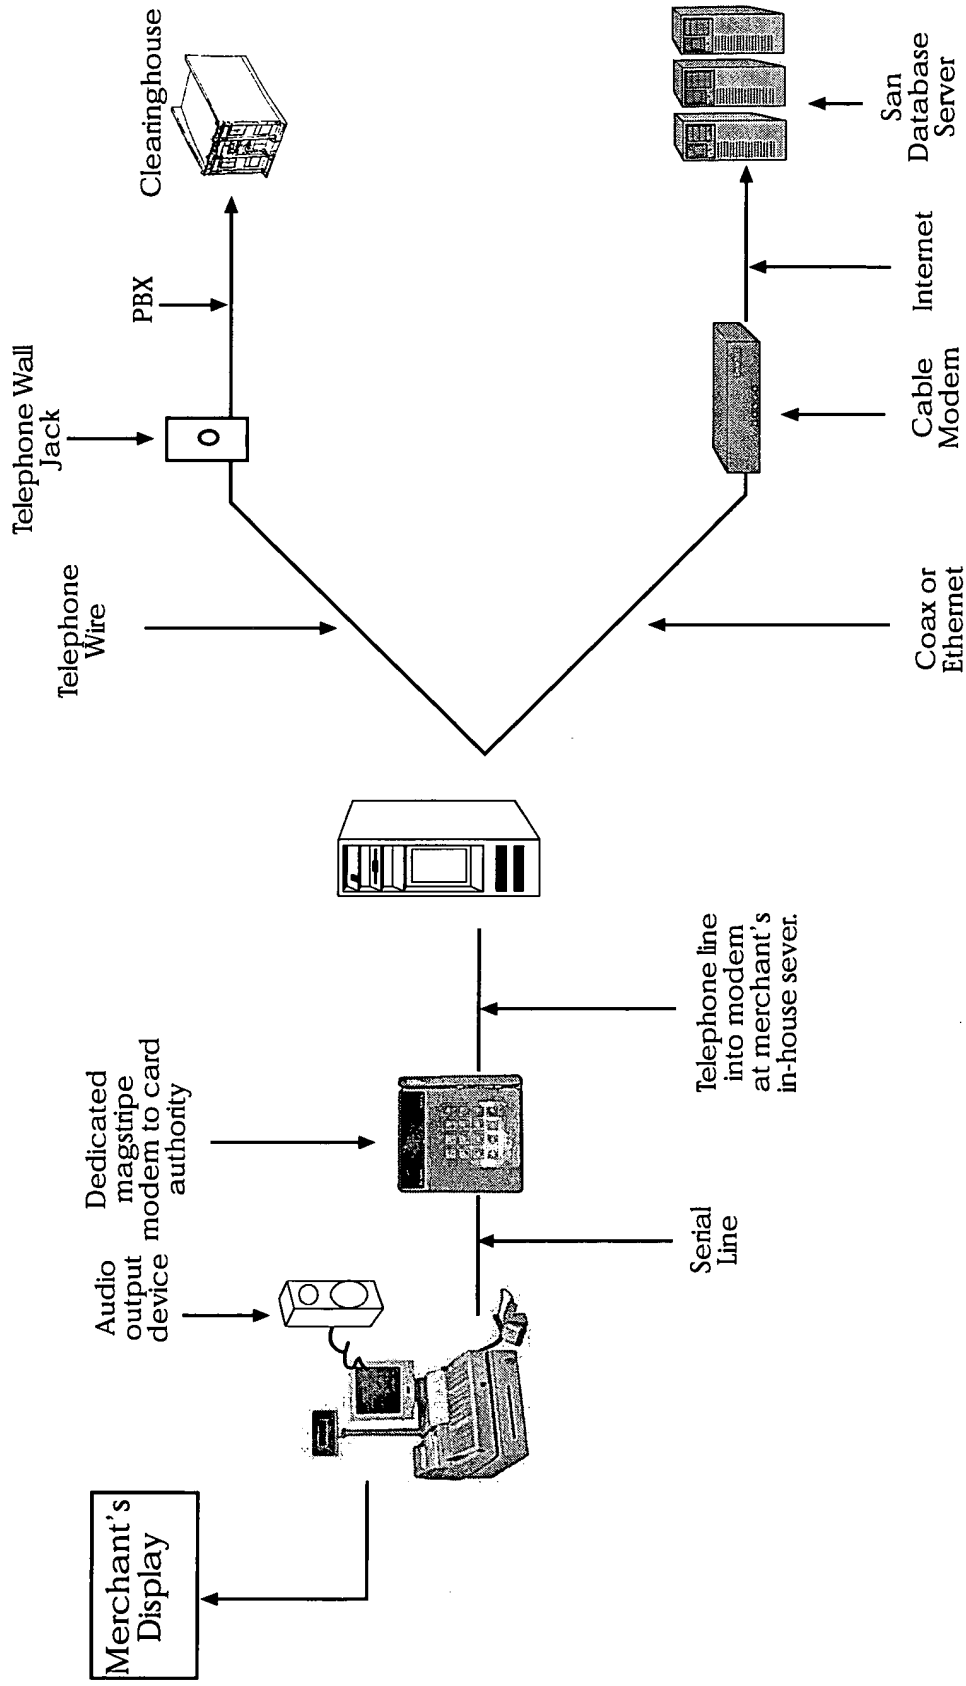 Merchant's
Display
Audio
output
device
Dedicated
magstripe
modem to card
authority
Telephone
Wire
Telephone Wall
Jack
PBX
Clearinghouse
Serial
Line
Telephone line
into modem
at merchant's
in-house sever.
Coax or
Ethernet
Cable
Modem
Internet
San
Database
Server